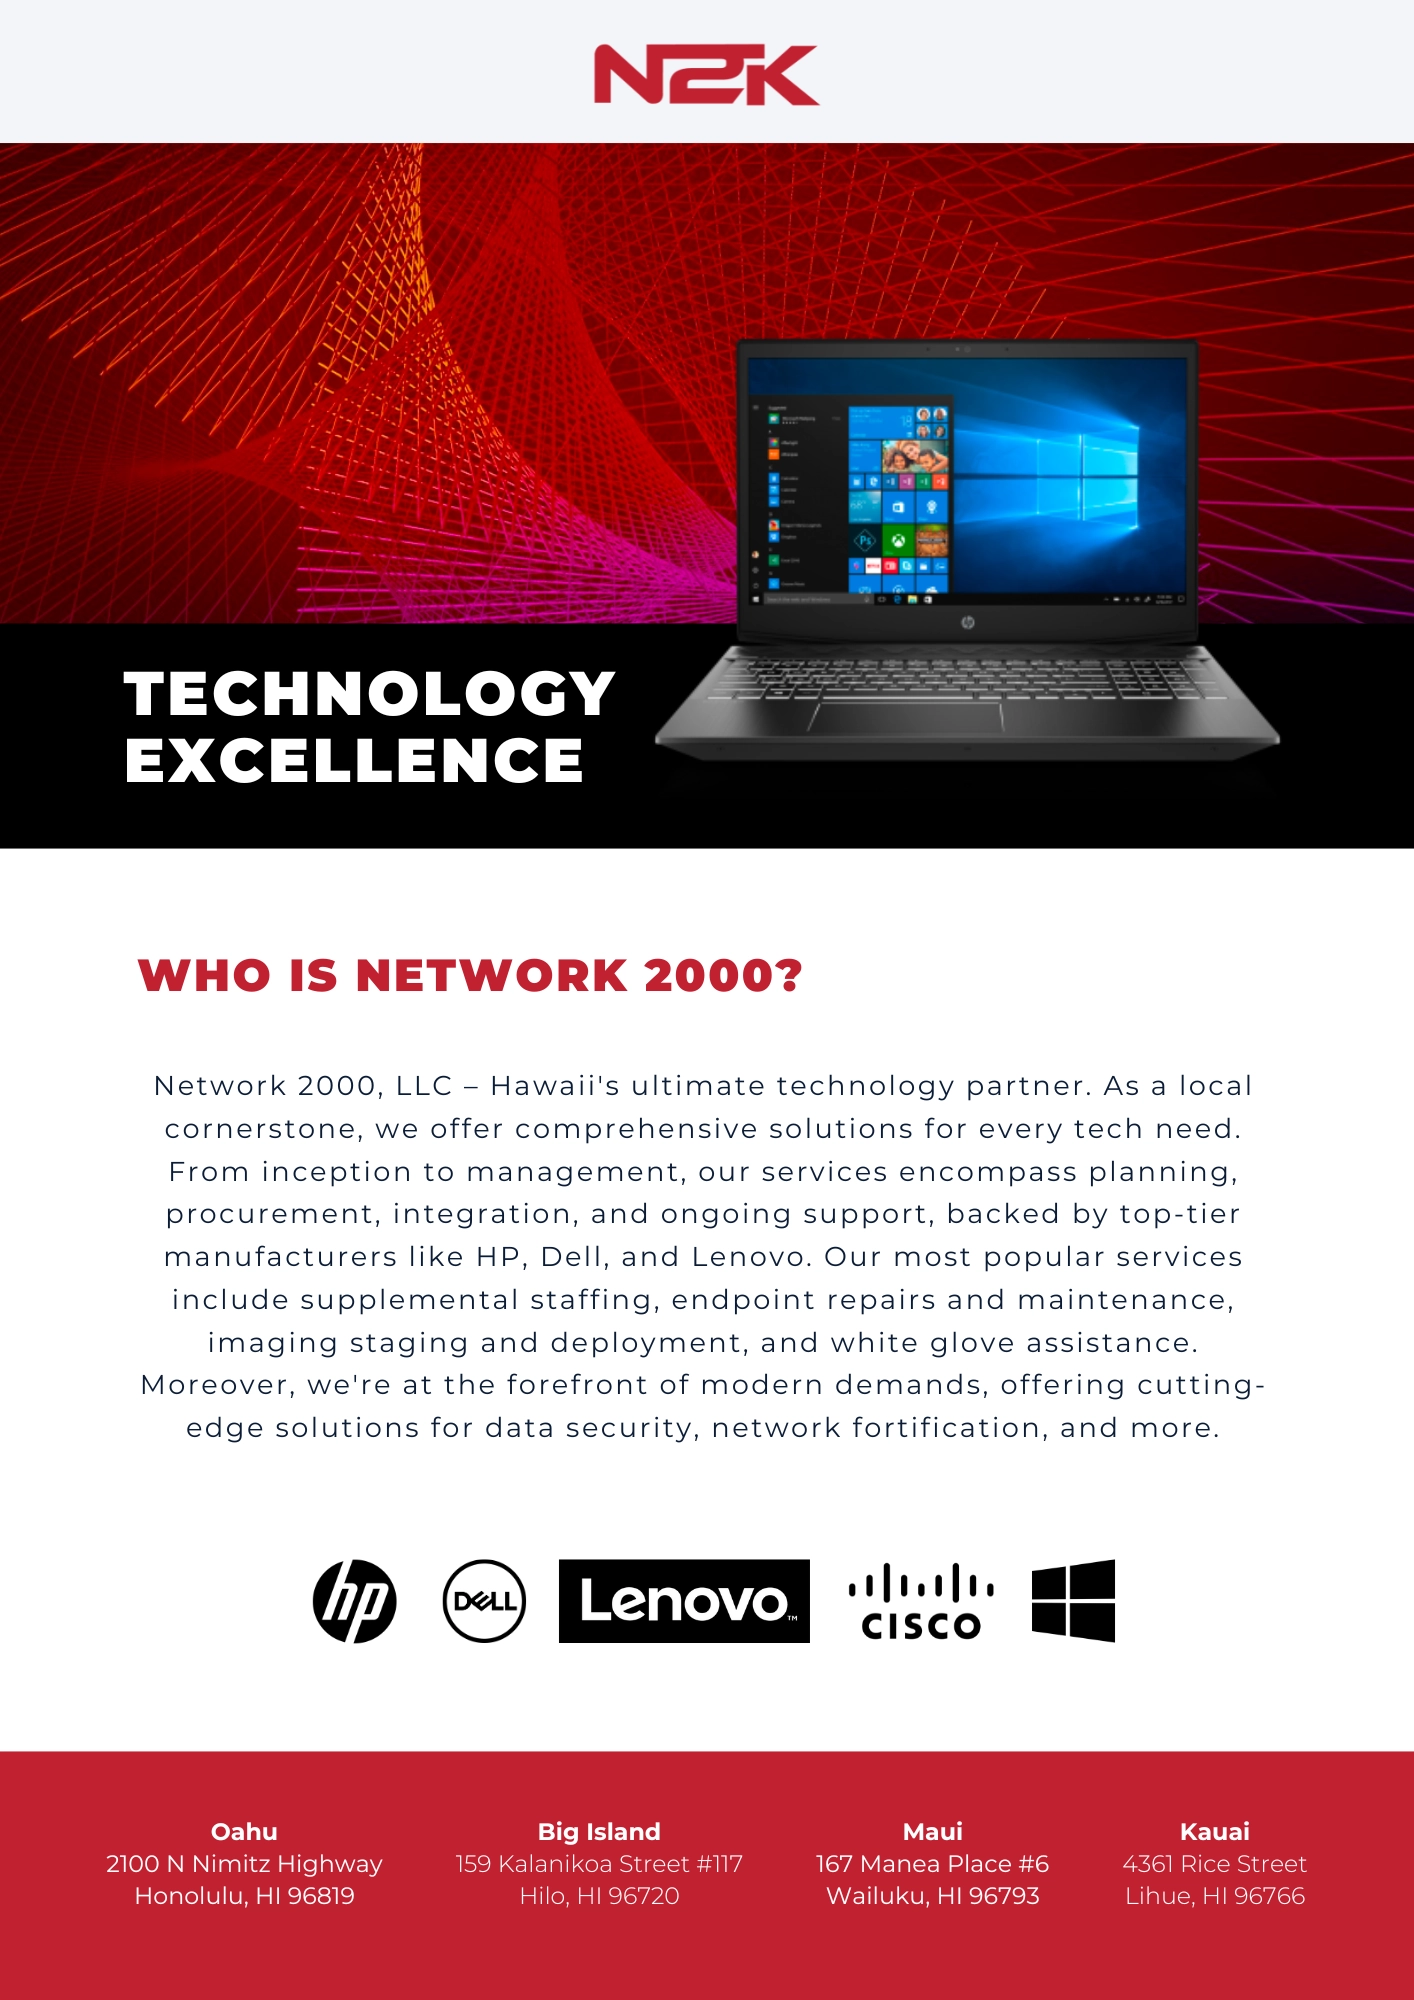 N2K
TECHNOLOGY
EXCELLENCE
WHO IS NETWORK 2000?
Network 2000, LLC – Hawaii's ultimate technology partner. As a local
cornerstone, we offer comprehensive solutions for every tech need.
From inception to management, our services encompass planning,
procurement, integration, and ongoing support, backed by top-tier
manufacturers like HP, Dell, and Lenovo. Our most popular services
include supplemental staffing, endpoint repairs and maintenance,
imaging staging and deployment, and white glove assistance.
Moreover, we're at the forefront of modern demands, offering cutting-
edge solutions for data security, network fortification, and more.
hp DELL Lenovo™ CISCO
Oahu
2100 N Nimitz Highway
Honolulu, HI 96819
Big Island
159 Kalanikoa Street #117
Hilo, HI 96720
Maui
167 Manea Place #6
Wailuku, HI 96793
Kauai
4361 Rice Street
Lihue, HI 96766